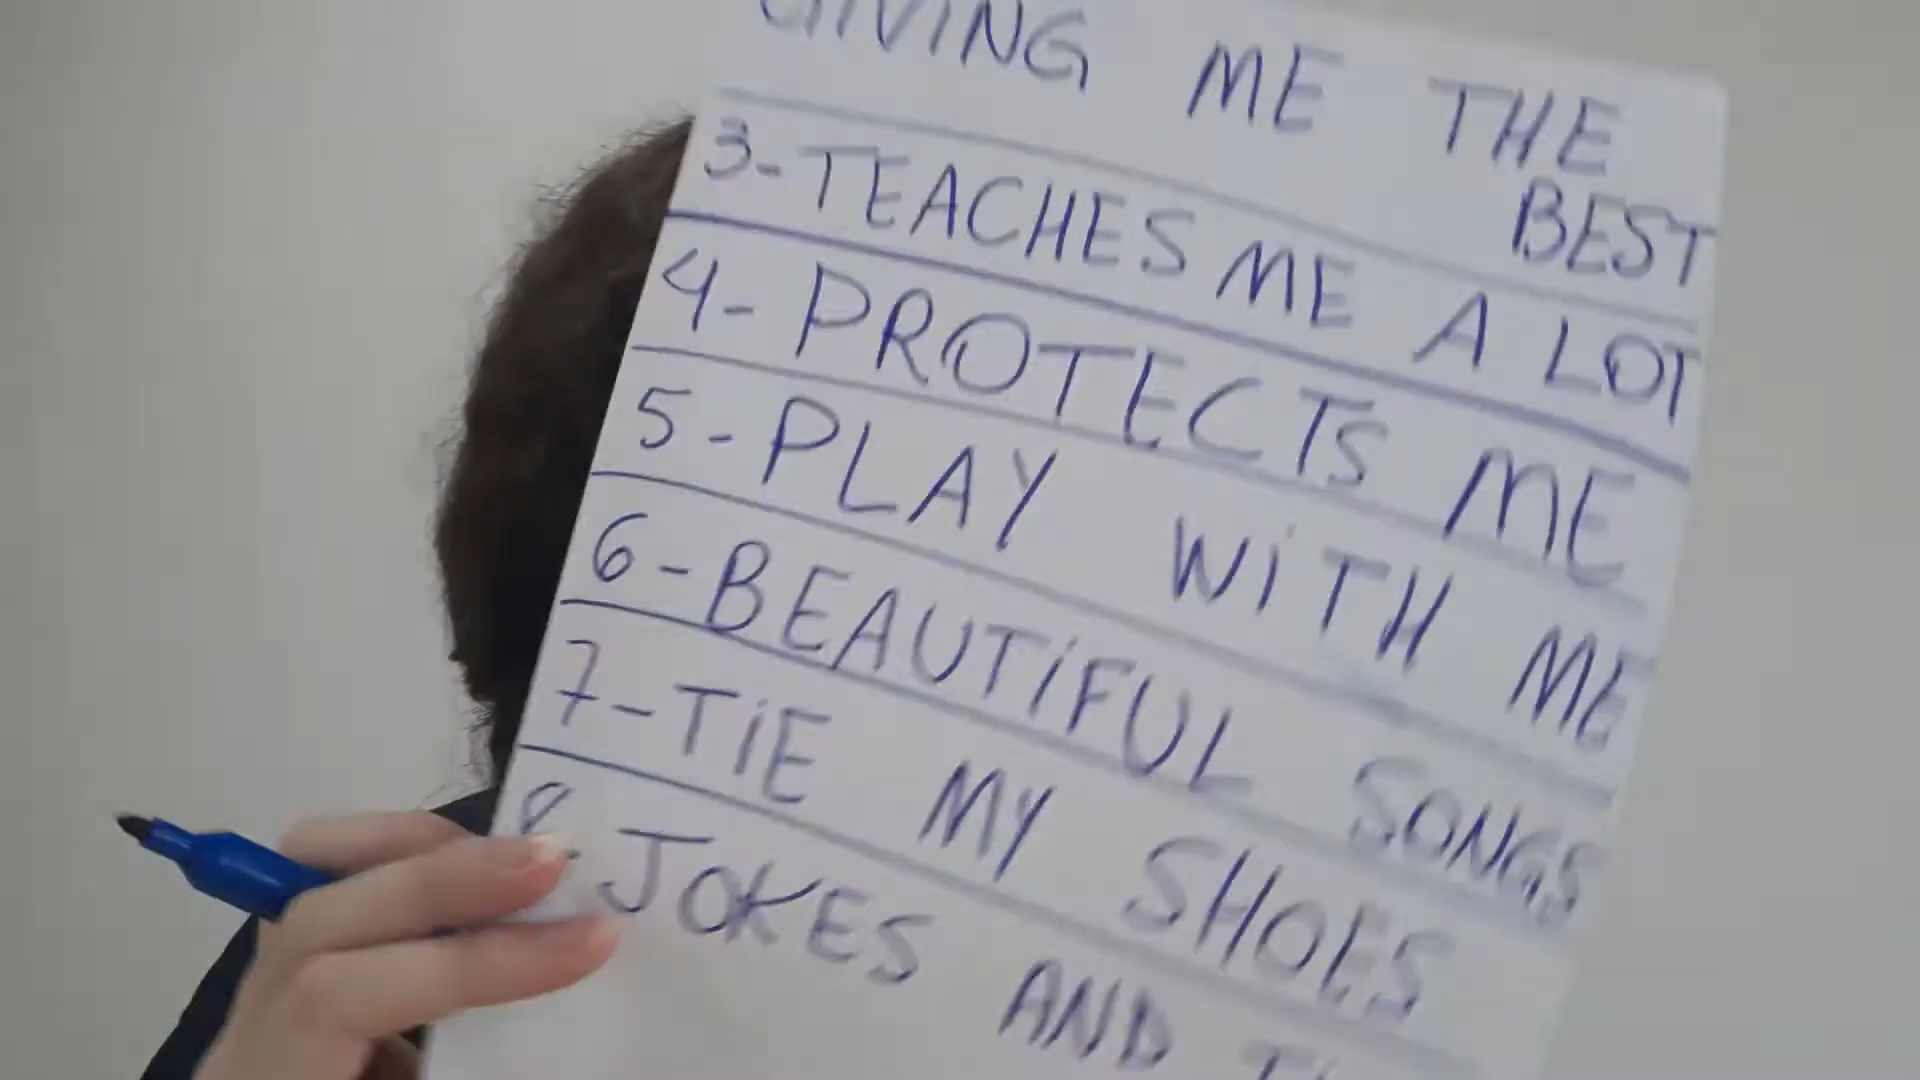 GIVING ME THE
BEST
3-TEACHES ME A LOT
4-PROTECTS ME
5-PLAY WiTH ME
6-BEAUTiFUL SONGS
7-TiE MY SHOES
8 JOKES AND